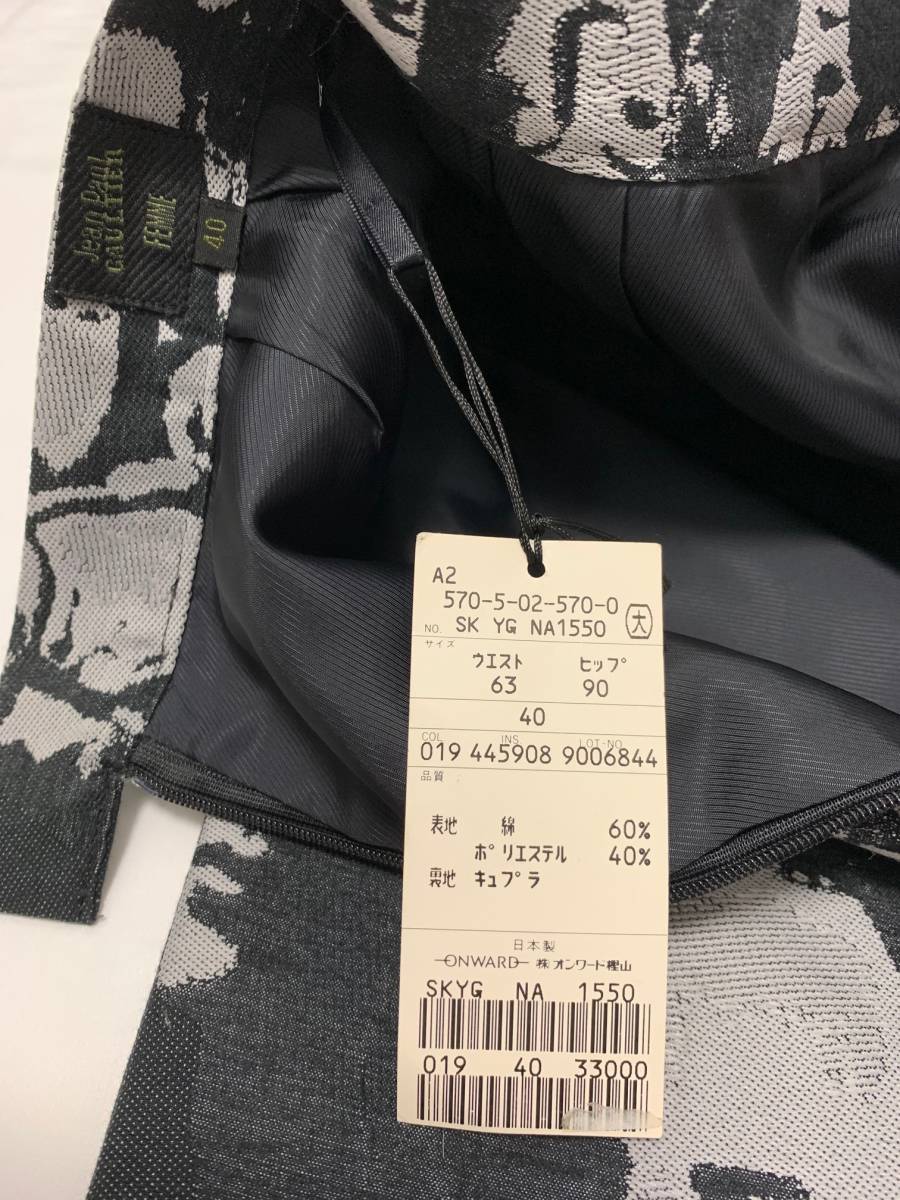 Jean Paul
GAULTIER
FEMME
40
A2
570-5-02-570-0
NO. SK YG NA1550 大
サイズ
ウエスト ヒップ
63 90
40
COL INS LOT-NO
019 445908 9006844
品質
表地 綿 60%
ポリエステル 40%
裏地 キュプラ
日本製
ONWARD 株オンワード樫山
SKYG NA 1550
019 40 33000